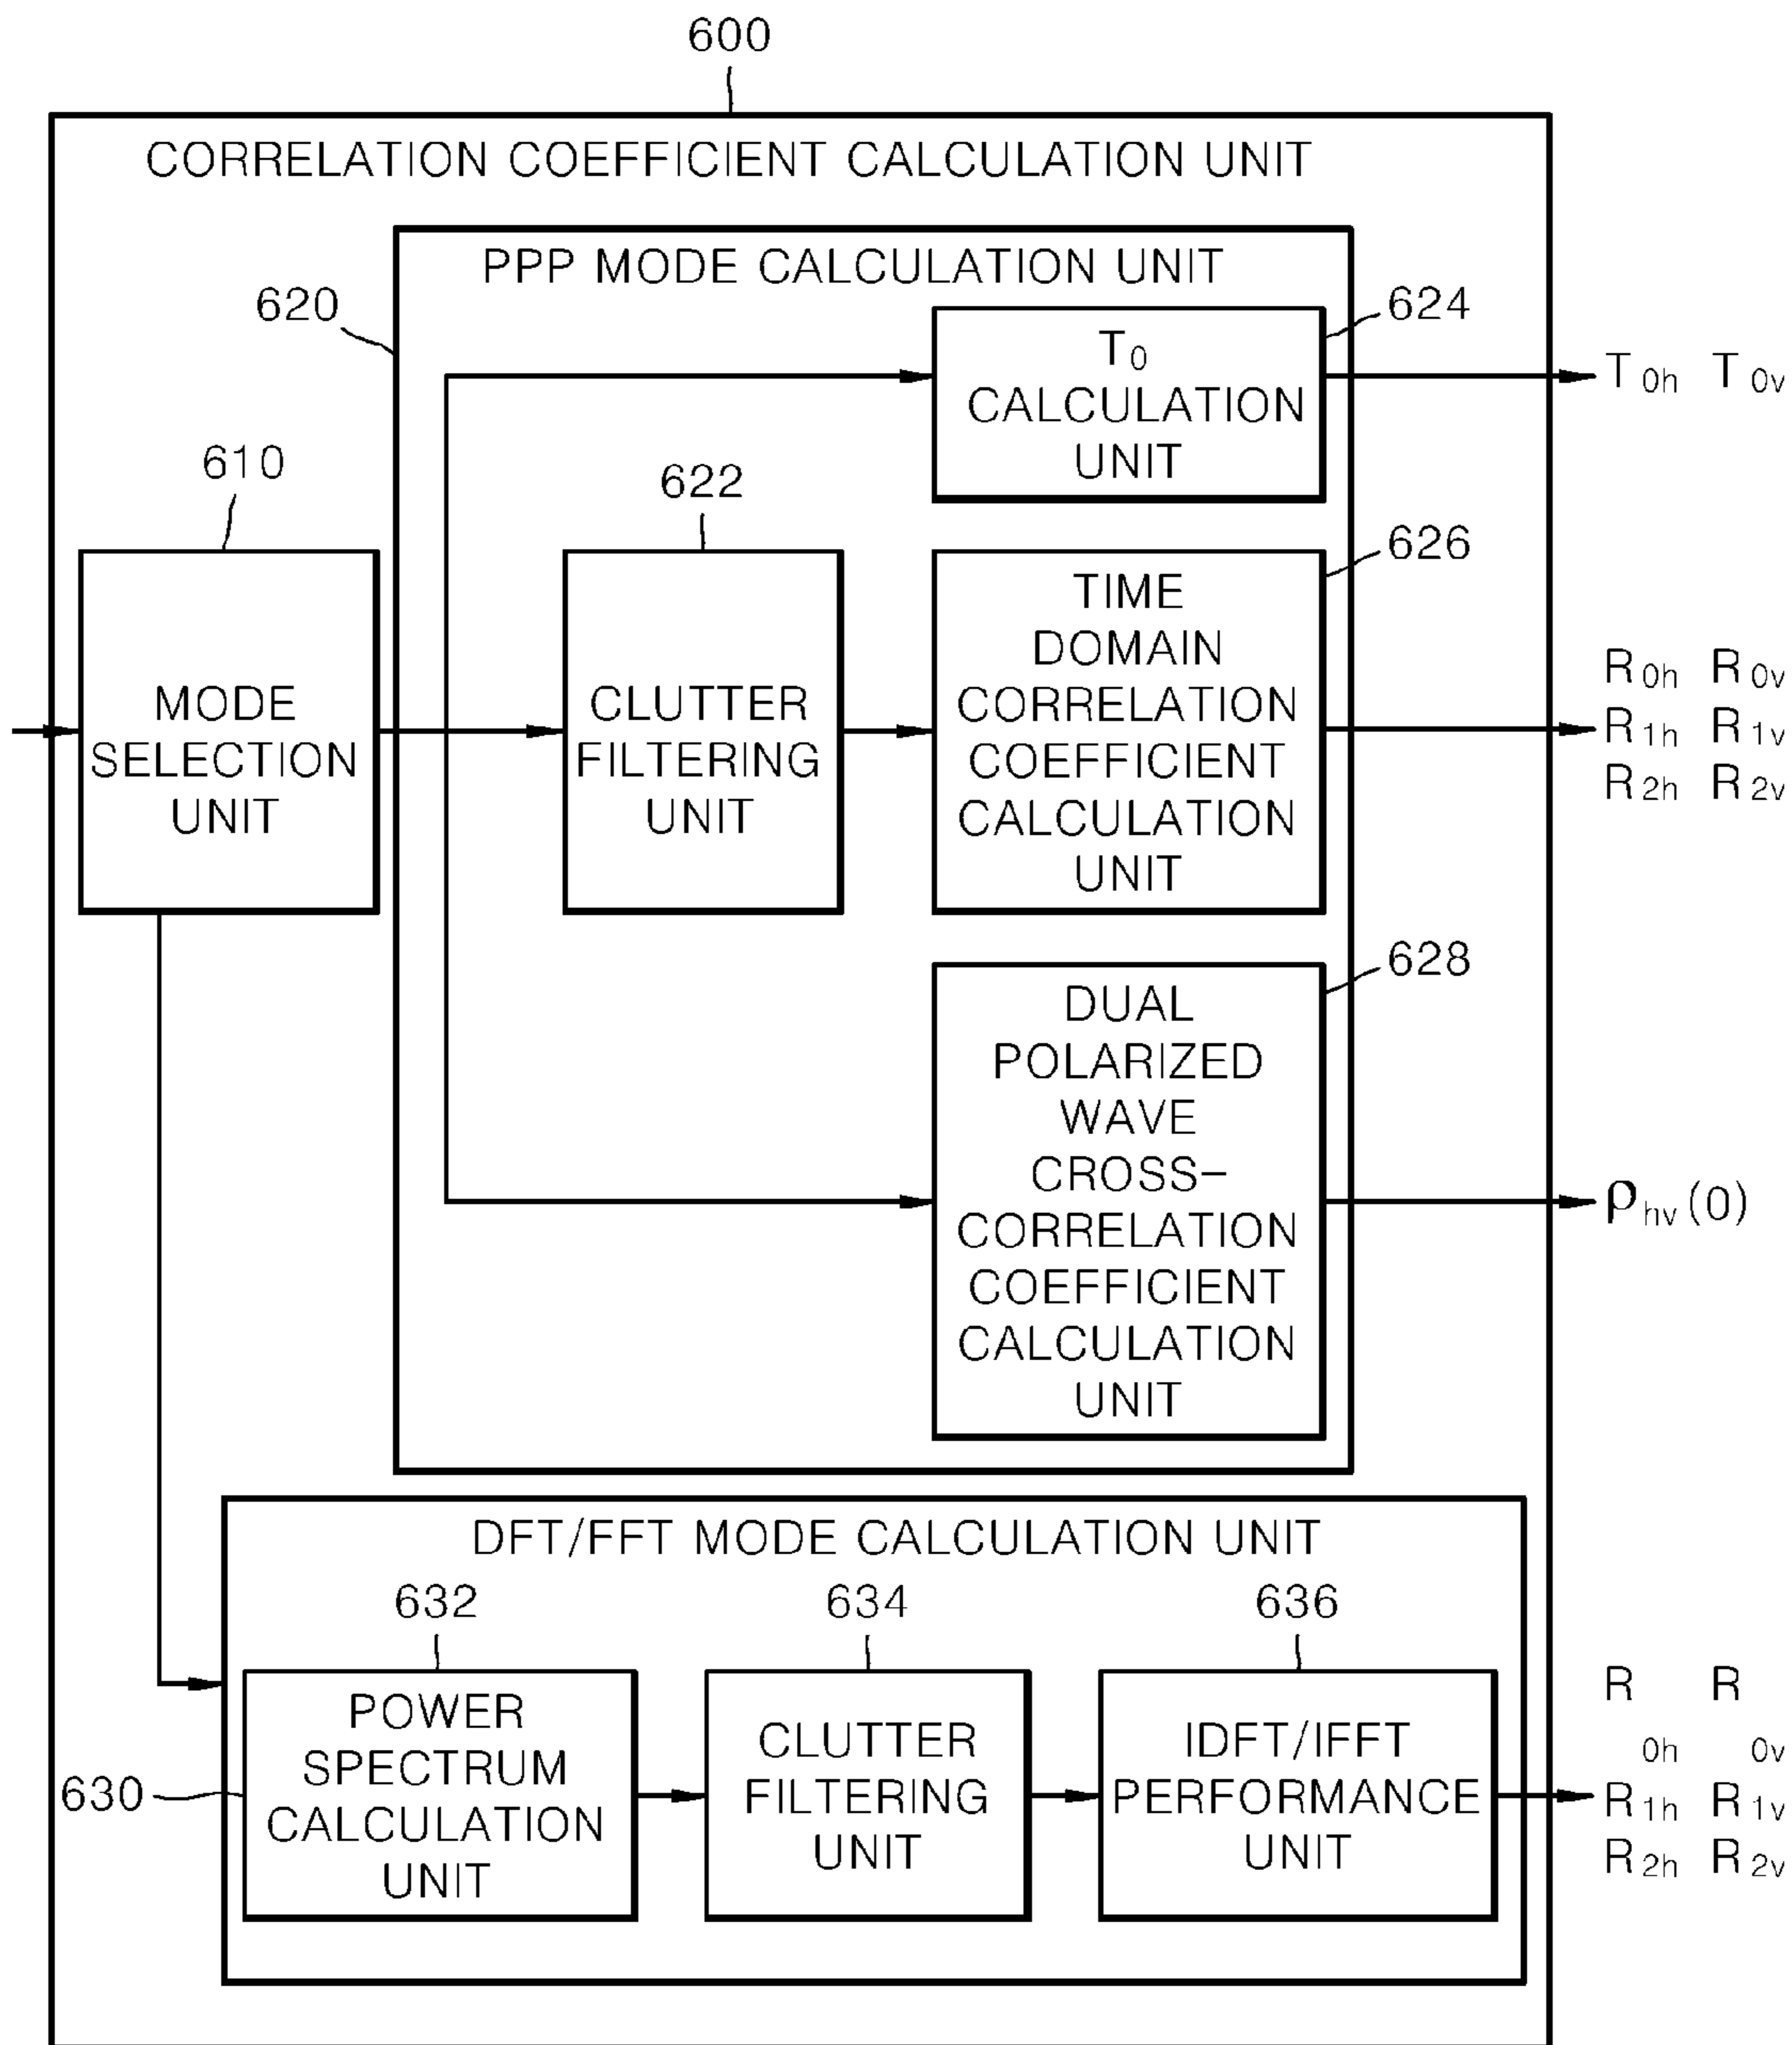 600
CORRELATION COEFFICIENT CALCULATION UNIT
PPP MODE CALCULATION UNIT
620
624
T0
CALCULATION
UNIT
T0h T0v
610
622
626
MODE
SELECTION
UNIT
CLUTTER
FILTERING
UNIT
TIME
DOMAIN
CORRELATION
COEFFICIENT
CALCULATION
UNIT
R0h R0v
R1h R1v
R2h R2v
628
DUAL
POLARIZED
WAVE
CROSS-
CORRELATION
COEFFICIENT
CALCULATION
UNIT
ρhv(0)
DFT/FFT MODE CALCULATION UNIT
632
634
636
630
POWER
SPECTRUM
CALCULATION
UNIT
CLUTTER
FILTERING
UNIT
IDFT/IFFT
PERFORMANCE
UNIT
R R
0h 0v
R1h R1v
R2h R2v